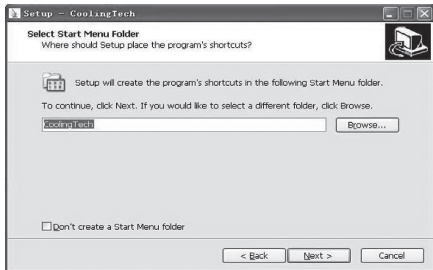 Setup - CoolingTech
Select Start Menu Folder
Where should Setup place the program's shortcuts?
Setup will create the program's shortcuts in the following Start Menu folder.
To continue, click Next. If you would like to select a different folder, click Browse.
CoolingTech
Browse...
Don't create a Start Menu folder
< Back
Next >
Cancel